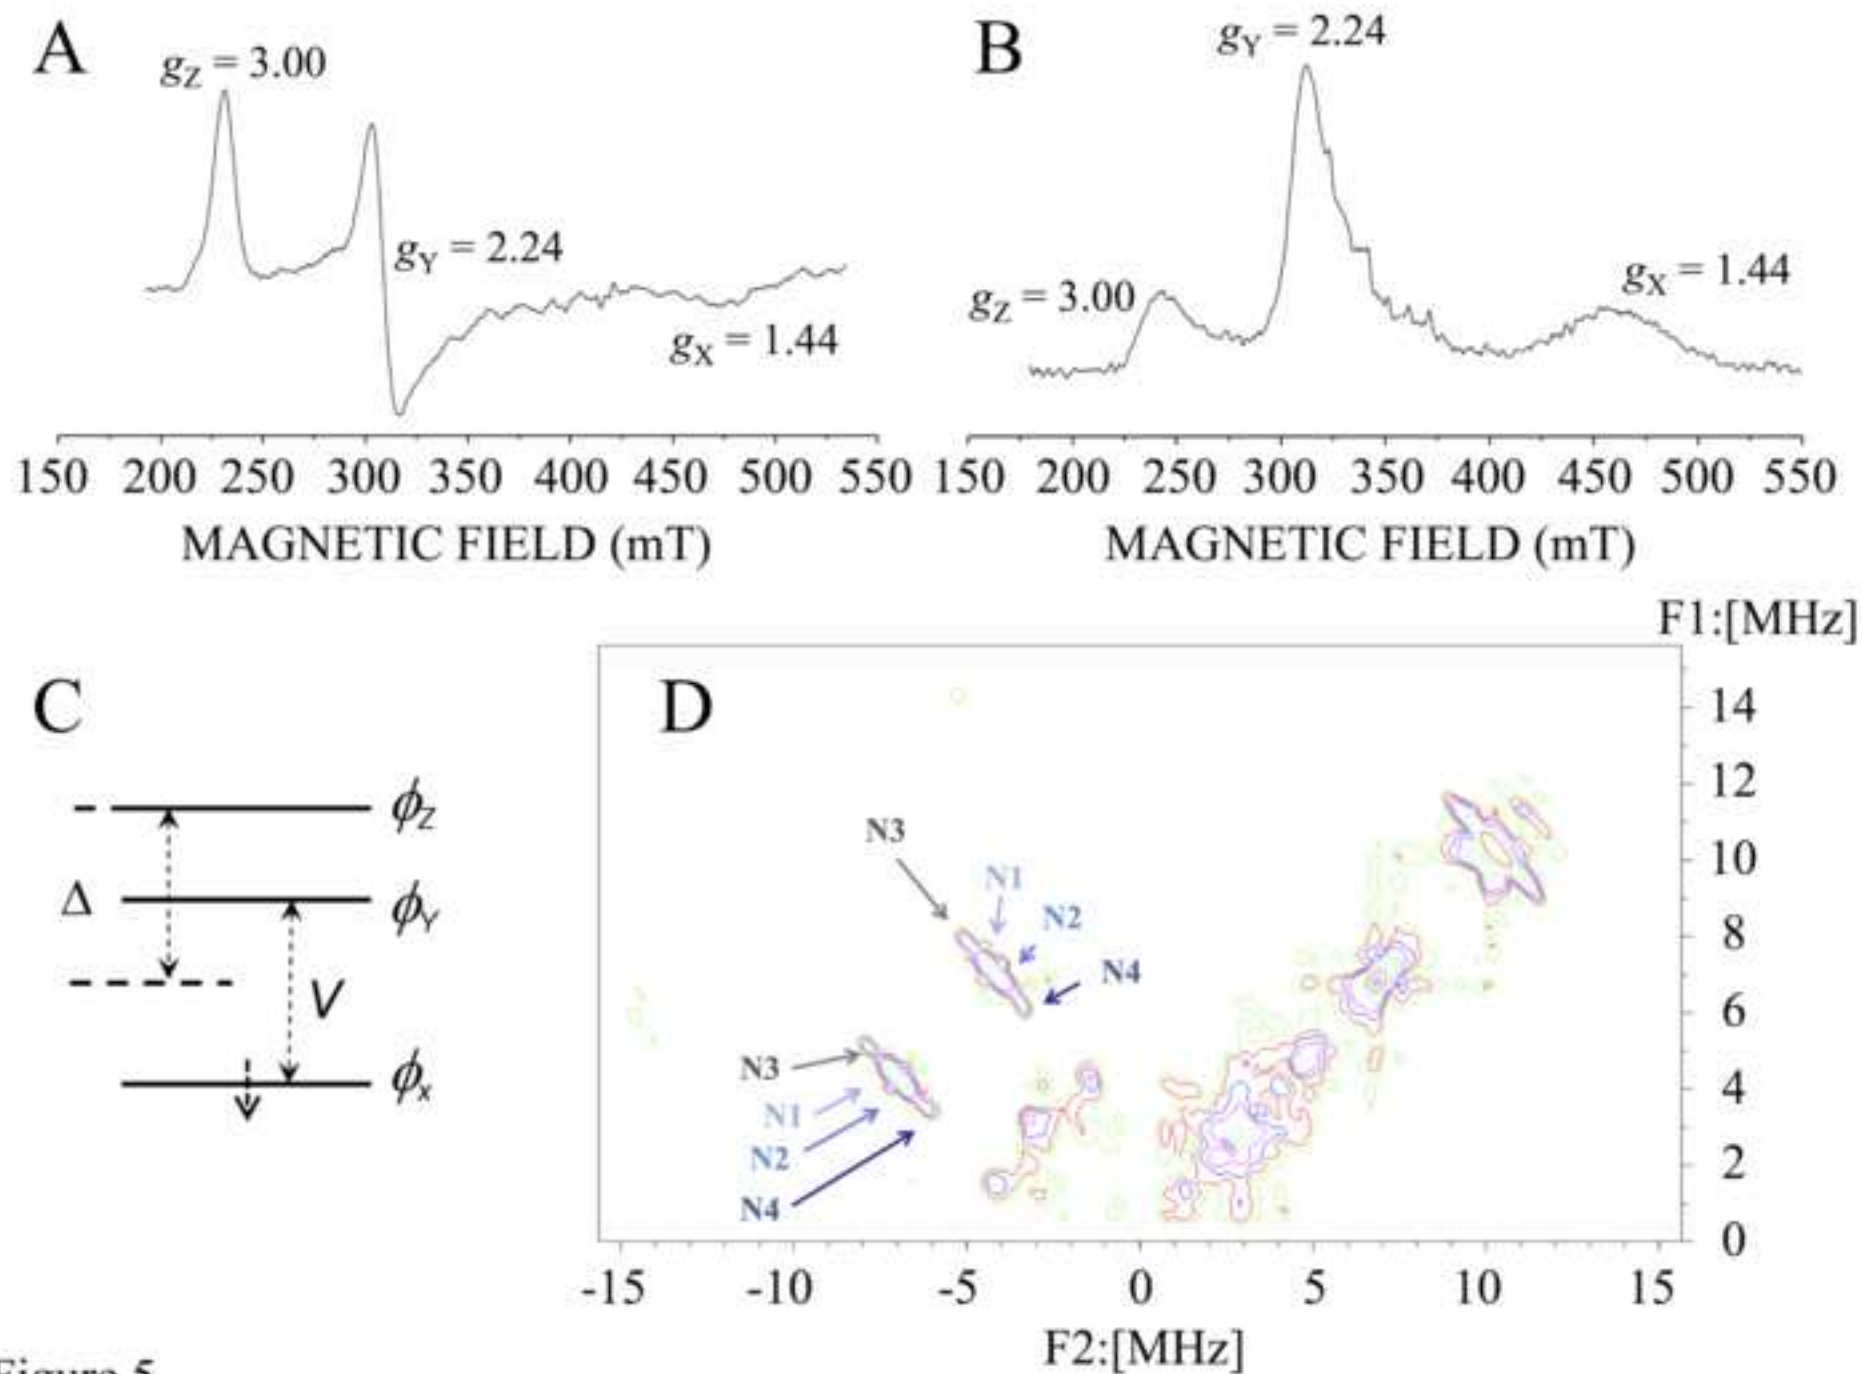 A
B
gZ = 3.00
gY = 2.24
gX = 1.44
gY = 2.24
gZ = 3.00
gX = 1.44
150 200 250 300 350 400 450 500 550
150 200 250 300 350 400 450 500 550
MAGNETIC FIELD (mT)
MAGNETIC FIELD (mT)
C
ϕZ
Δ
ϕY
V
ϕx
D
F1:[MHz]
14
12
10
8
6
4
2
0
N3
N1
N2
N4
N3
N1
N2
N4
-15 -10 -5 0 5 10 15
F2:[MHz]
Figure 5